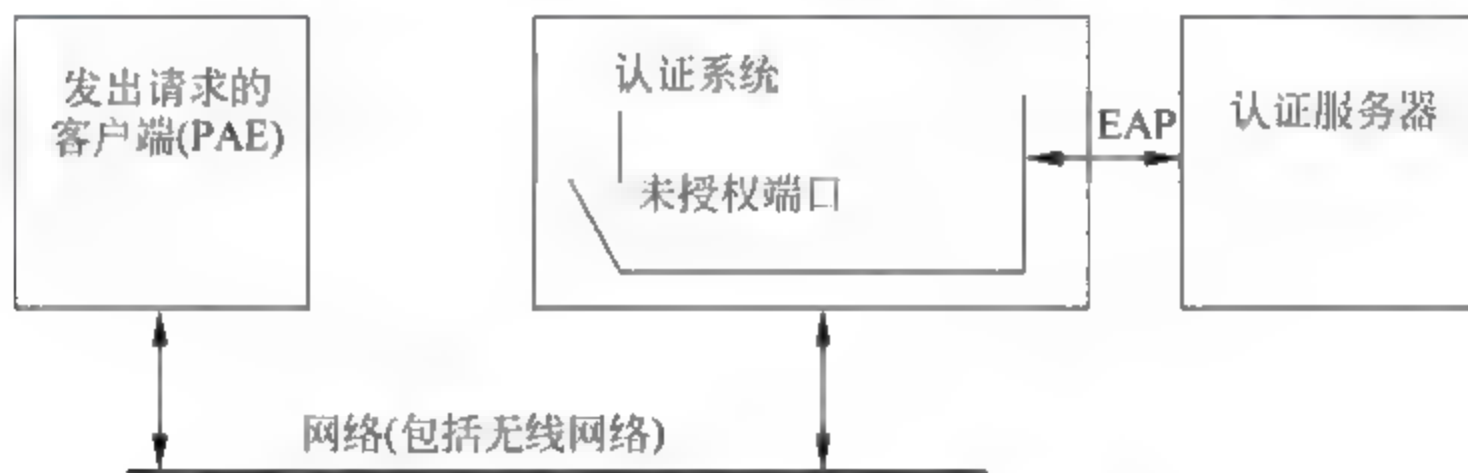 发出请求的
客户端(PAE)
认证系统
未授权端口
EAP
认证服务器
网络(包括无线网络)